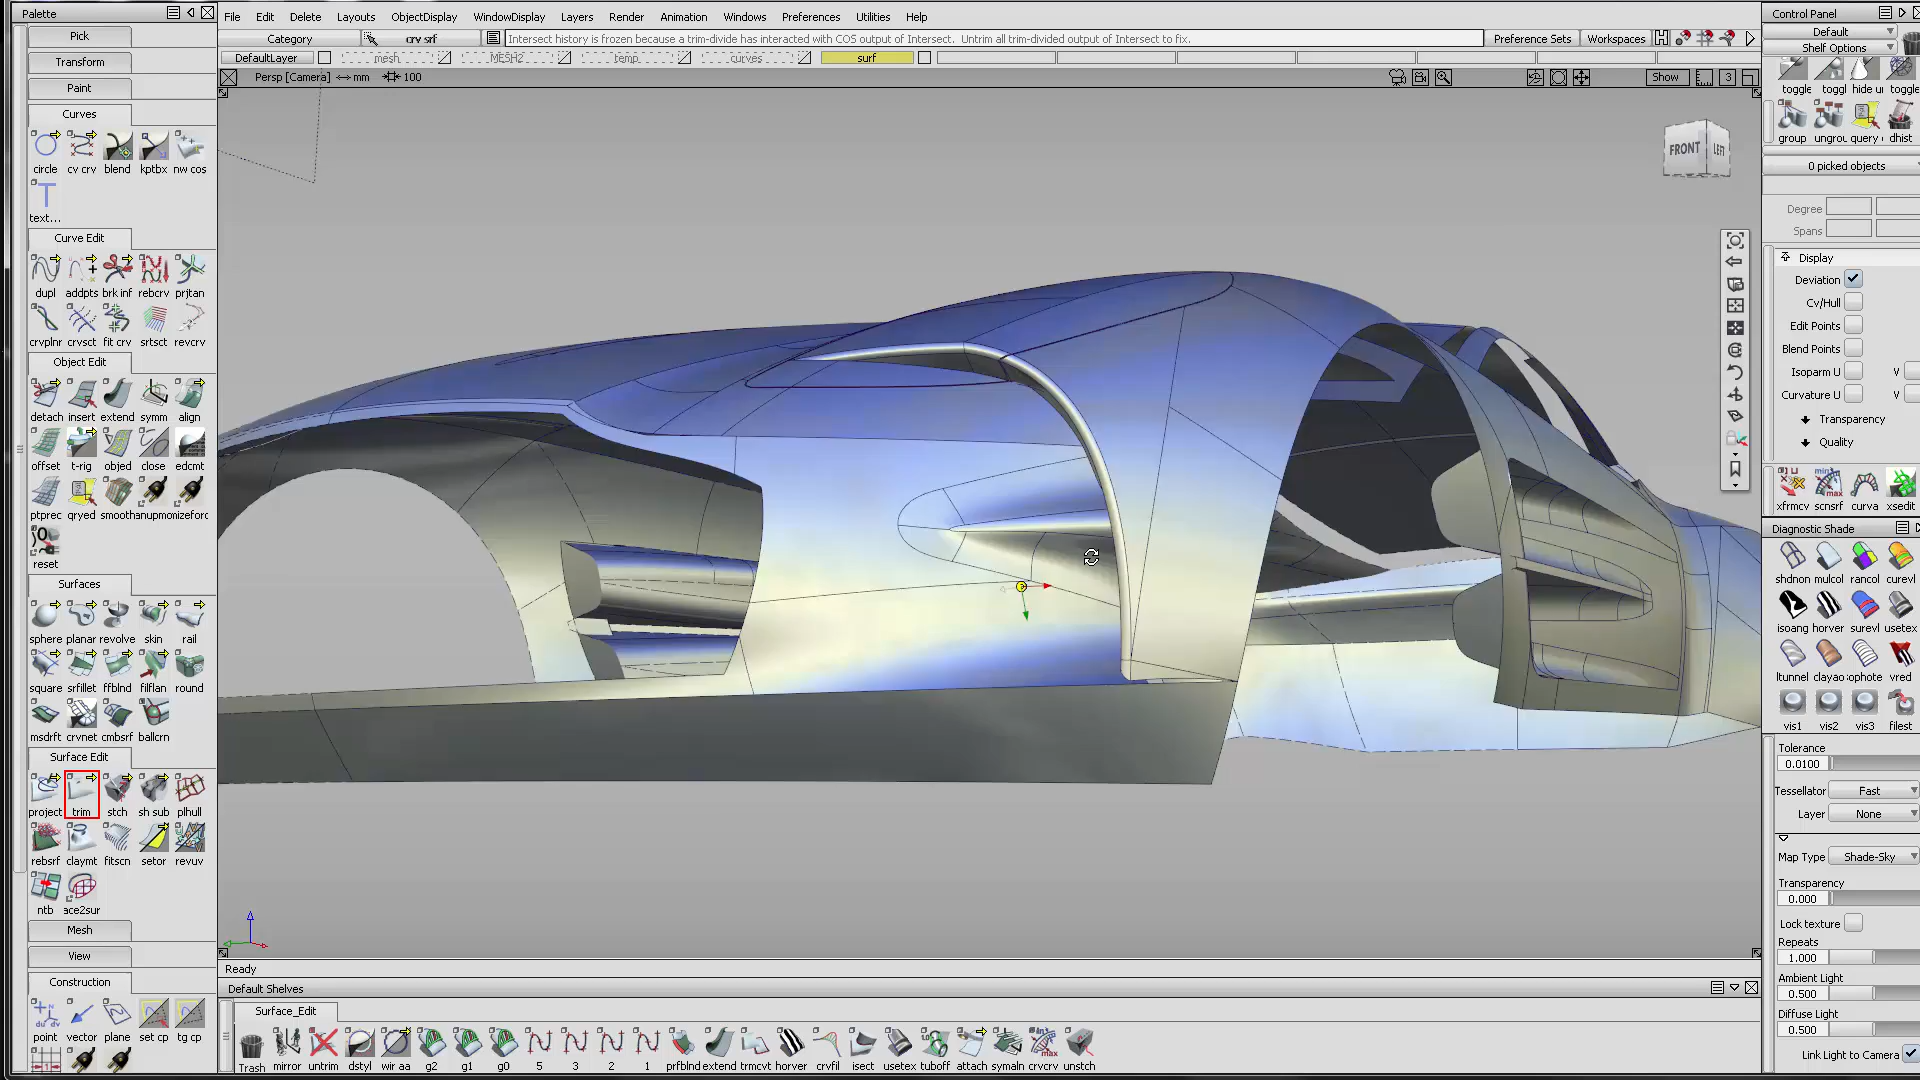 Palette
File Edit Delete Layouts ObjectDisplay WindowDisplay Layers Render Animation Windows Preferences Utilities Help
Control Panel
Pick
Category
crv srf
Intersect history is frozen because a trim-divide has interacted with COS output of Intersect. Untrim all trim-divided output of Intersect to fix.
Preference Sets
Workspaces
Default
Shelf Options
Transform
DefaultLayer
mesh
MESH2
temp
curves
surf
Persp [Camera] mm 100
Show
3
Paint
toggle toggl hide ur toggle
Curves
circle cv crv blend kptbx nw cos
group ungrou query dhist
FRONT LEFT
0 picked objects
text...
Degree
Spans
Curve Edit
Display
Deviation
dupl addpts brk inf rebcrv prjtan
Cv/Hull
Edit Points
crvplnr crvsct fit crv srtsct revcrv
Blend Points
Object Edit
Isoparm U V
Curvature U V
detach insert extend symm align
Transparency
Quality
offset t-rig objed close edcmt
ptprec qryed smooth
xfrmcv scnsrf curva xsedit
reset
Diagnostic Shade
Surfaces
shdnon mulcol rancol curevl
sphere planar revolve skin rail
isoang horver surevl usetex
square srfillet ffblnd filflan round
ltunnel clayao vred
msdrft crvnet cmbsrf ballcrn
vis1 vis2 vis3 filest
Surface Edit
Tolerance
0.0100
project trim stch sh sub plhull
Tessellator Fast
Layer None
rebsrf claymt fitscn setor revuv
Map Type Shade-Sky
Transparency
0.000
ntb
Lock texture
Mesh
Repeats
1.000
View
Ready
Ambient Light
0.500
Construction
Default Shelves
Surface_Edit
Diffuse Light
0.500
point vector plane set cp tg cp
Link Light to Camera
Trash mirror untrim dstyl wir aa g2 g1 g0 5 3 2 1 prfblnd extend trmcvt horver crvfil isect usetex tuboff attach symaln crvcrv unstch